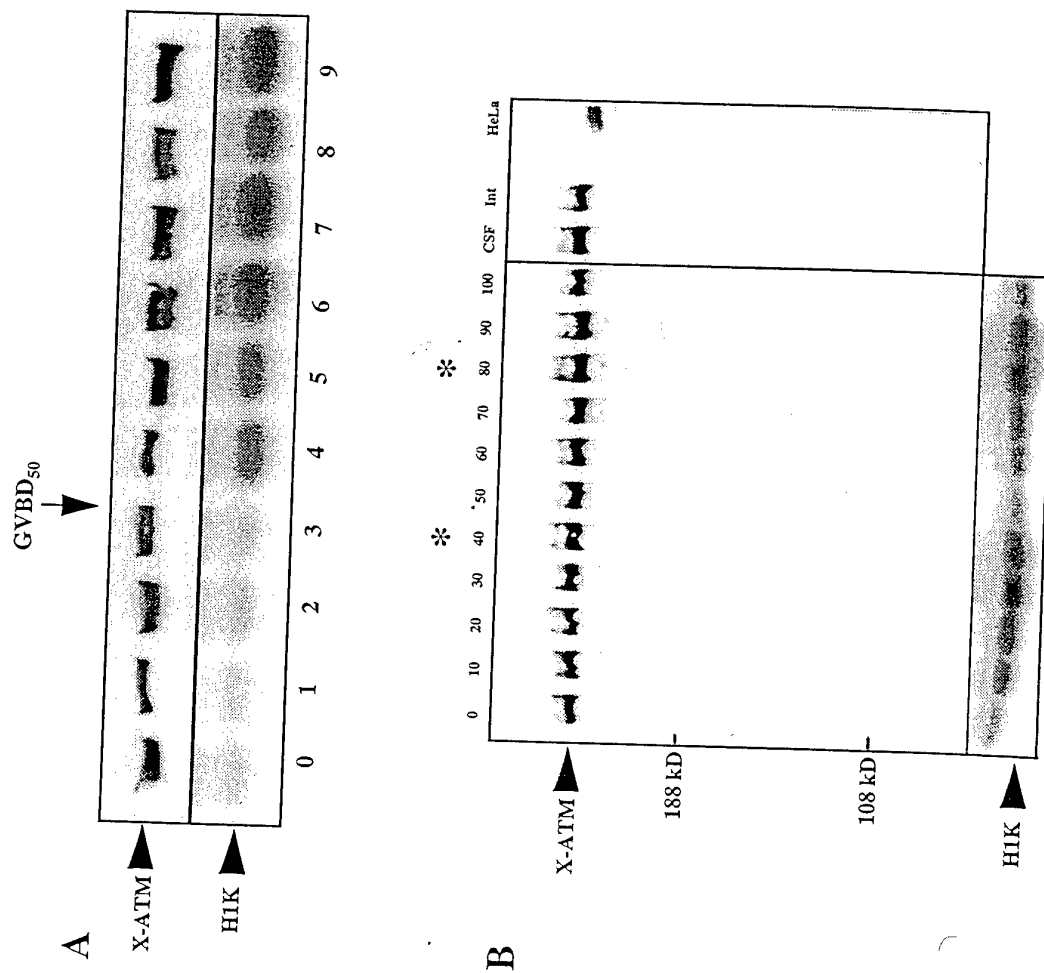 A
GVBD50
X-ATM
H1K
0 1 2 3 4 5 6 7 8 9
B
* *
0 10 20 30 40 50 60 70 80 90 100 CSF Int HeLa
X-ATM
188 kD
108 kD
H1K